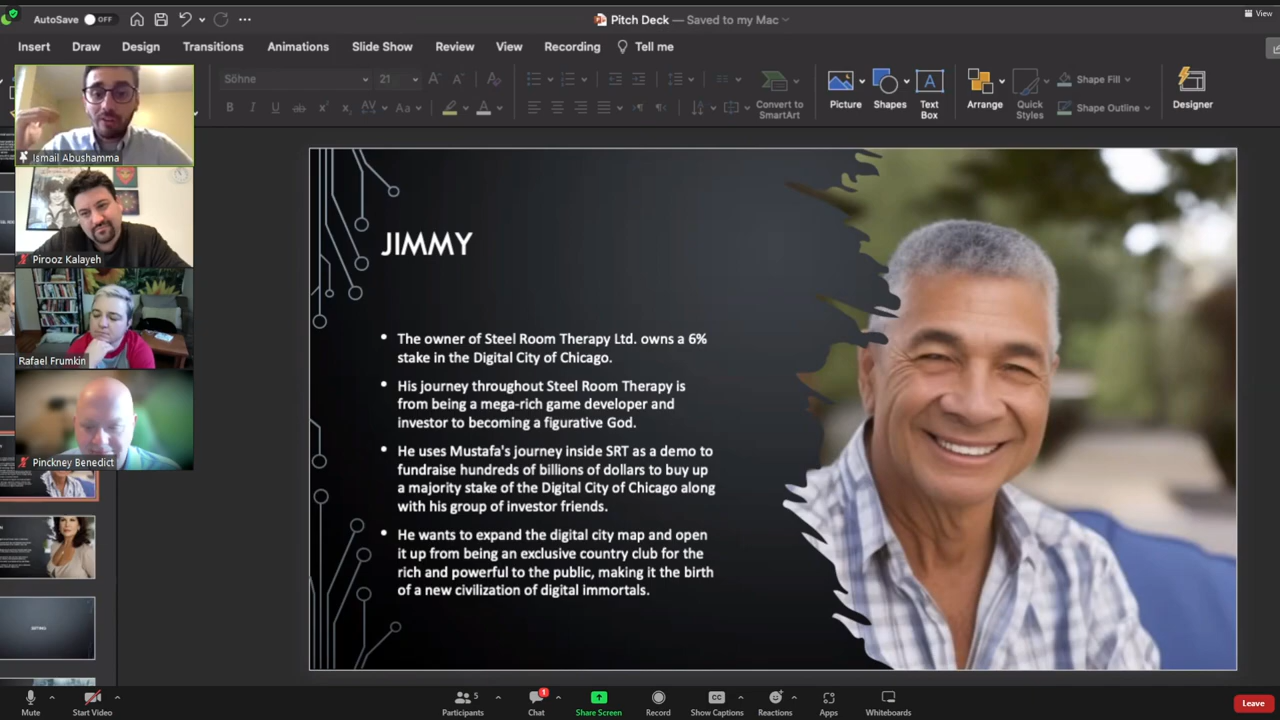 AutoSave OFF
Pitch Deck — Saved to my Mac
View
Insert Draw Design Transitions Animations Slide Show Review View Recording Tell me
Söhne 21
Convert to
SmartArt
Picture
Shapes
Text
Box
Arrange
Quick
Styles
Shape Fill
Shape Outline
Designer
Ismail Abushamma
Pirooz Kalayeh
Rafael Frumkin
Pinckney Benedict
JIMMY
• The owner of Steel Room Therapy Ltd. owns a 6%
stake in the Digital City of Chicago.
• His journey throughout Steel Room Therapy is
from being a mega-rich game developer and
investor to becoming a figurative God.
• He uses Mustafa's journey inside SRT as a demo to
fundraise hundreds of billions of dollars to buy up
a majority stake of the Digital City of Chicago along
with his group of investor friends.
• He wants to expand the digital city map and open
it up from being an exclusive country club for the
rich and powerful to the public, making it the birth
of a new civilization of digital immortals.
Mute
Start Video
Participants 5
Chat 1
Share Screen
Record
Show Captions
Reactions
Apps
Whiteboards
Leave